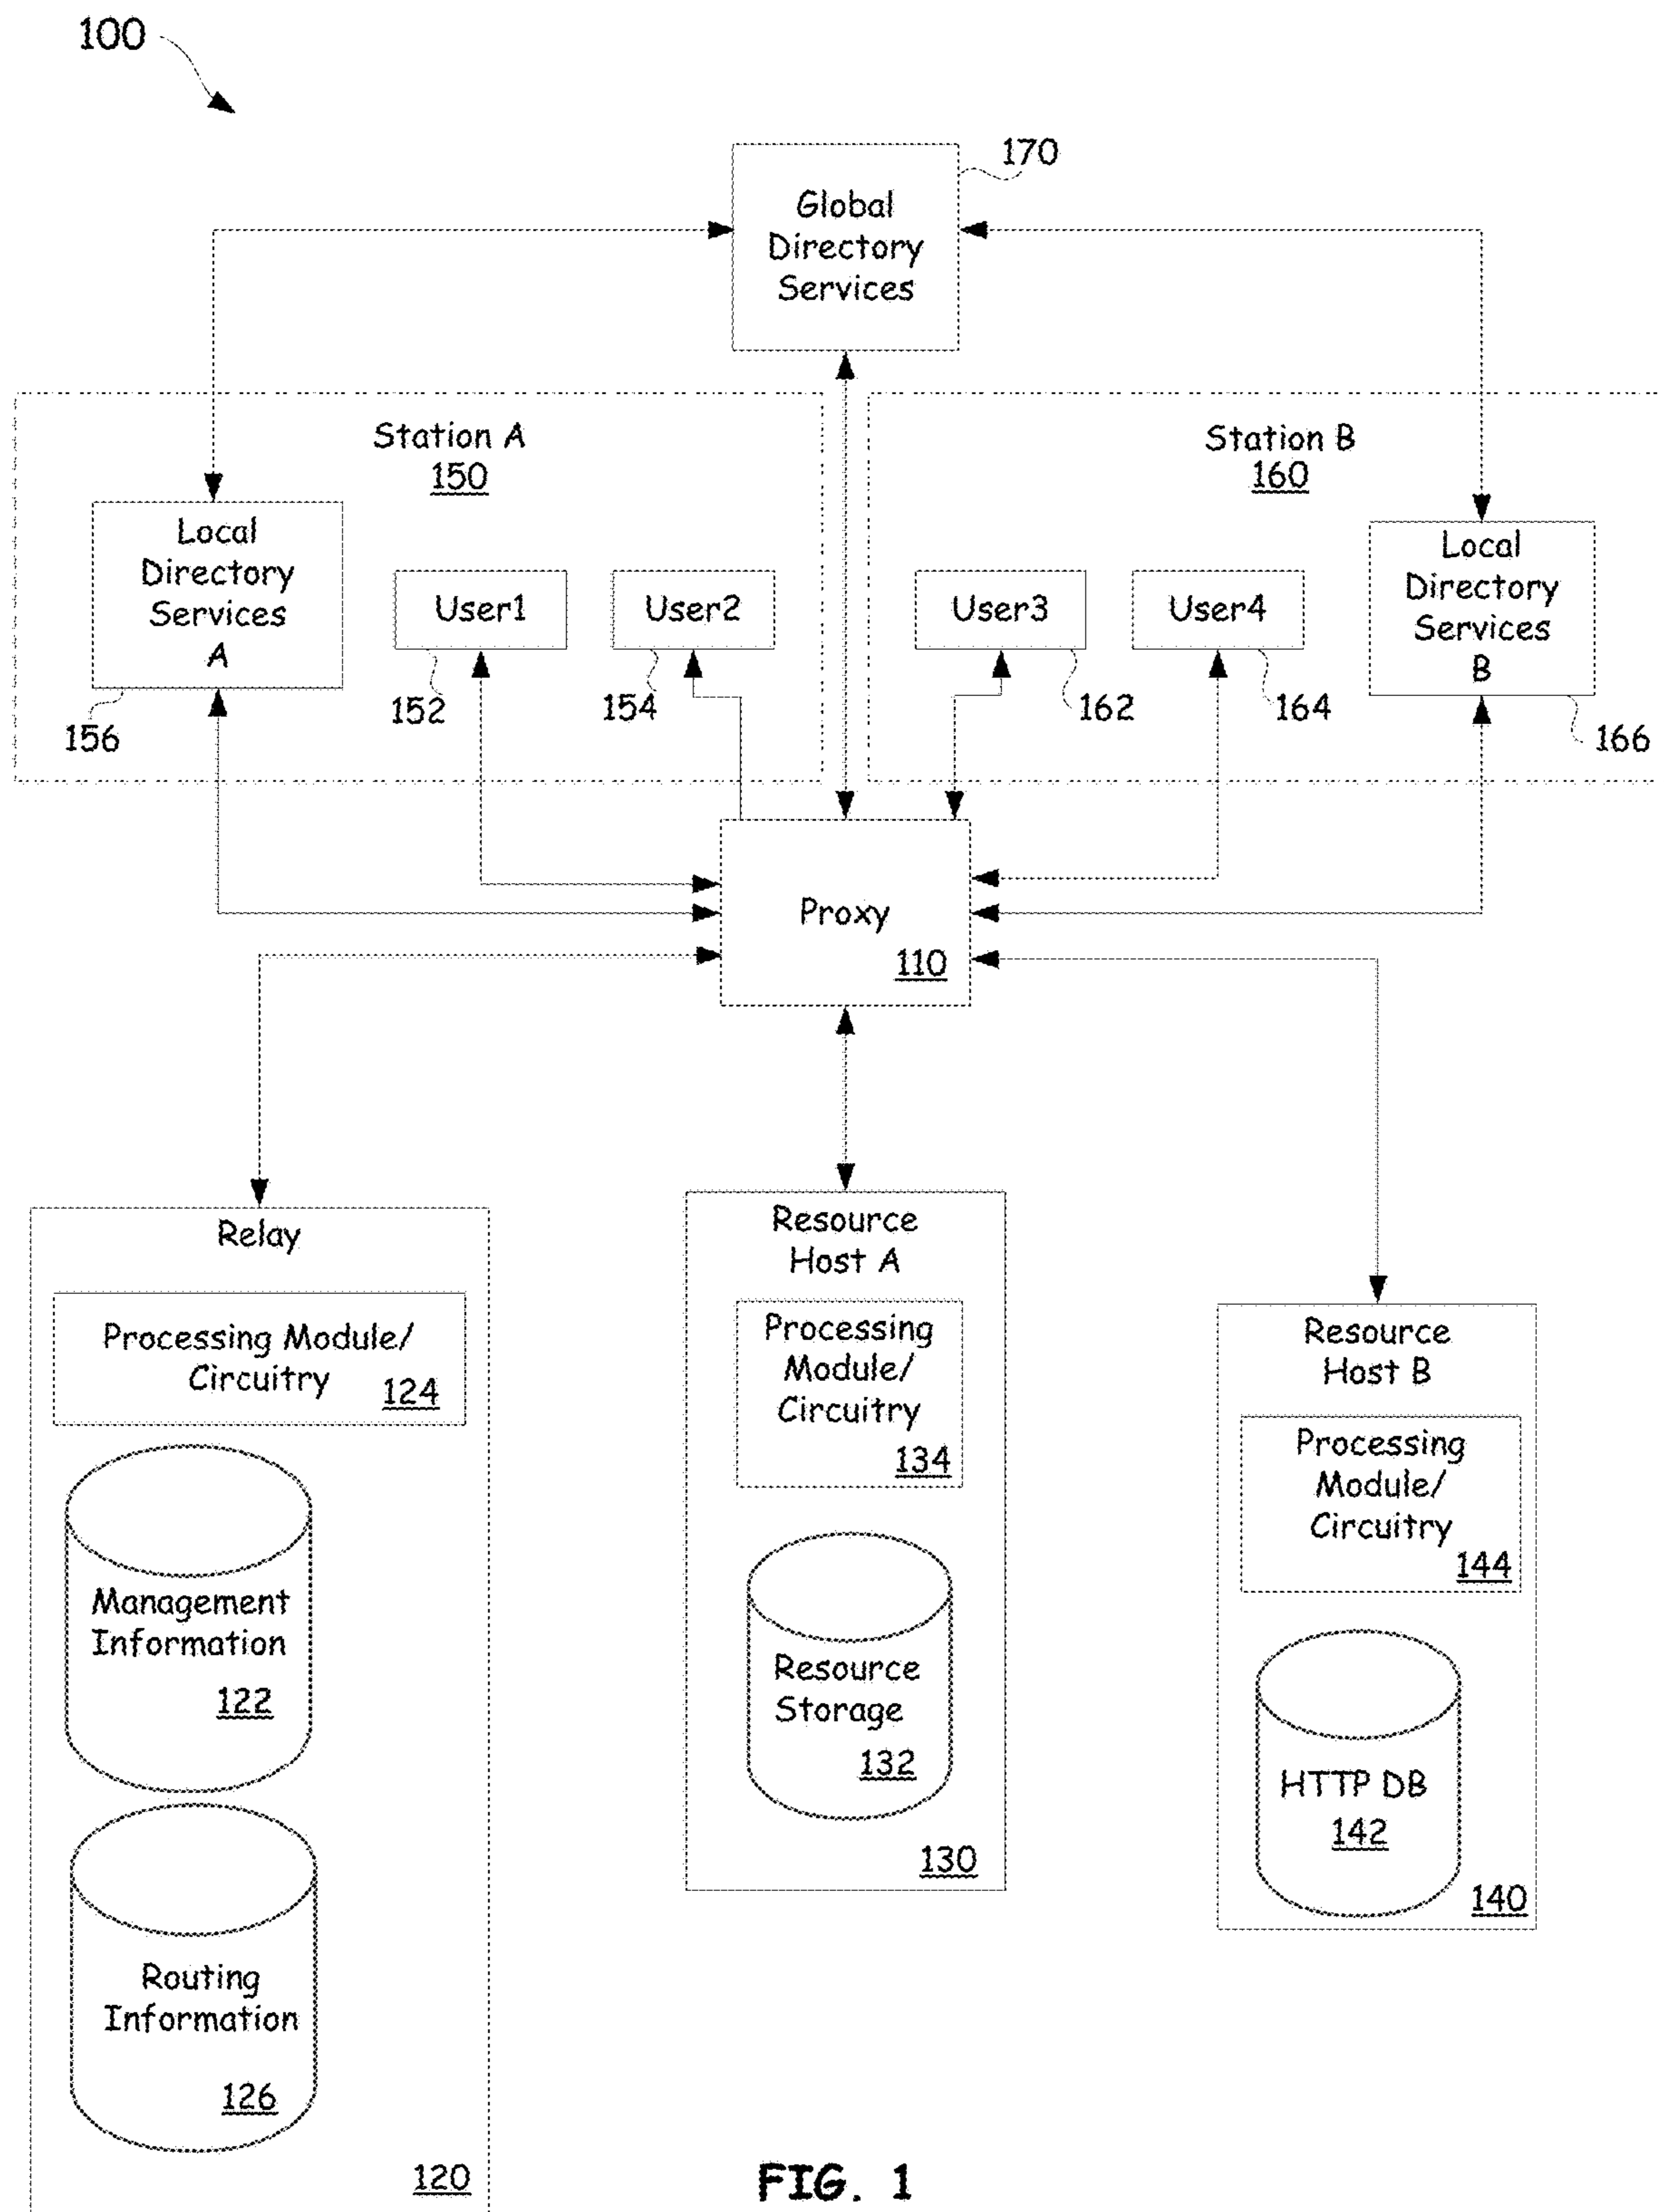 100
170
Global
Directory
Services
Station A
150
Station B
160
Local
Directory
Services
A
156
User1
152
User2
154
User3
162
User4
164
Local
Directory
Services
B
166
Proxy
110
Relay
Processing Module/
Circuitry
124
Management
Information
122
Routing
Information
126
120
Resource
Host A
Processing
Module/
Circuitry
134
Resource
Storage
132
130
Resource
Host B
Processing
Module/
Circuitry
144
HTTP DB
142
140
FIG. 1